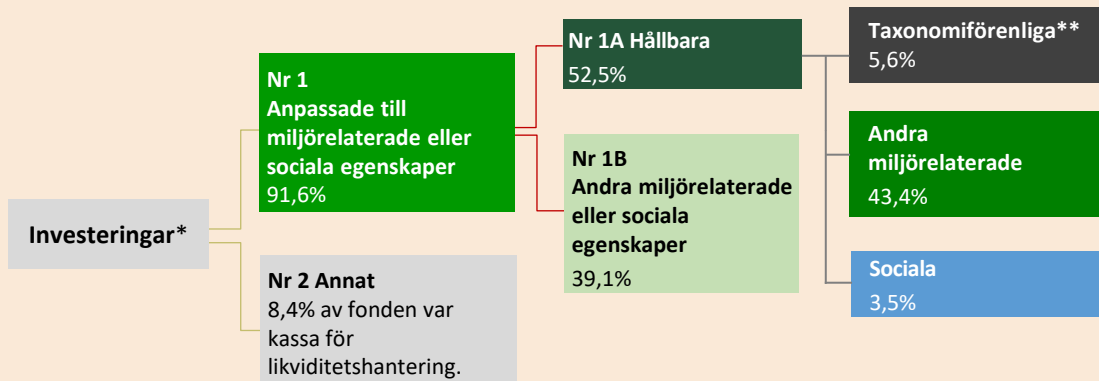 Investeringar*
Nr 1
Anpassade till
miljörelaterade eller
sociala egenskaper
91,6%
Nr 2 Annat
8,4% av fonden var
kassa för
likviditetshantering.
Nr 1A Hållbara
52,5%
Nr 1B
Andra miljörelaterade
eller sociala
egenskaper
39,1%
Taxonomiförenliga**
5,6%
Andra
miljörelaterade
43,4%
Sociala
3,5%